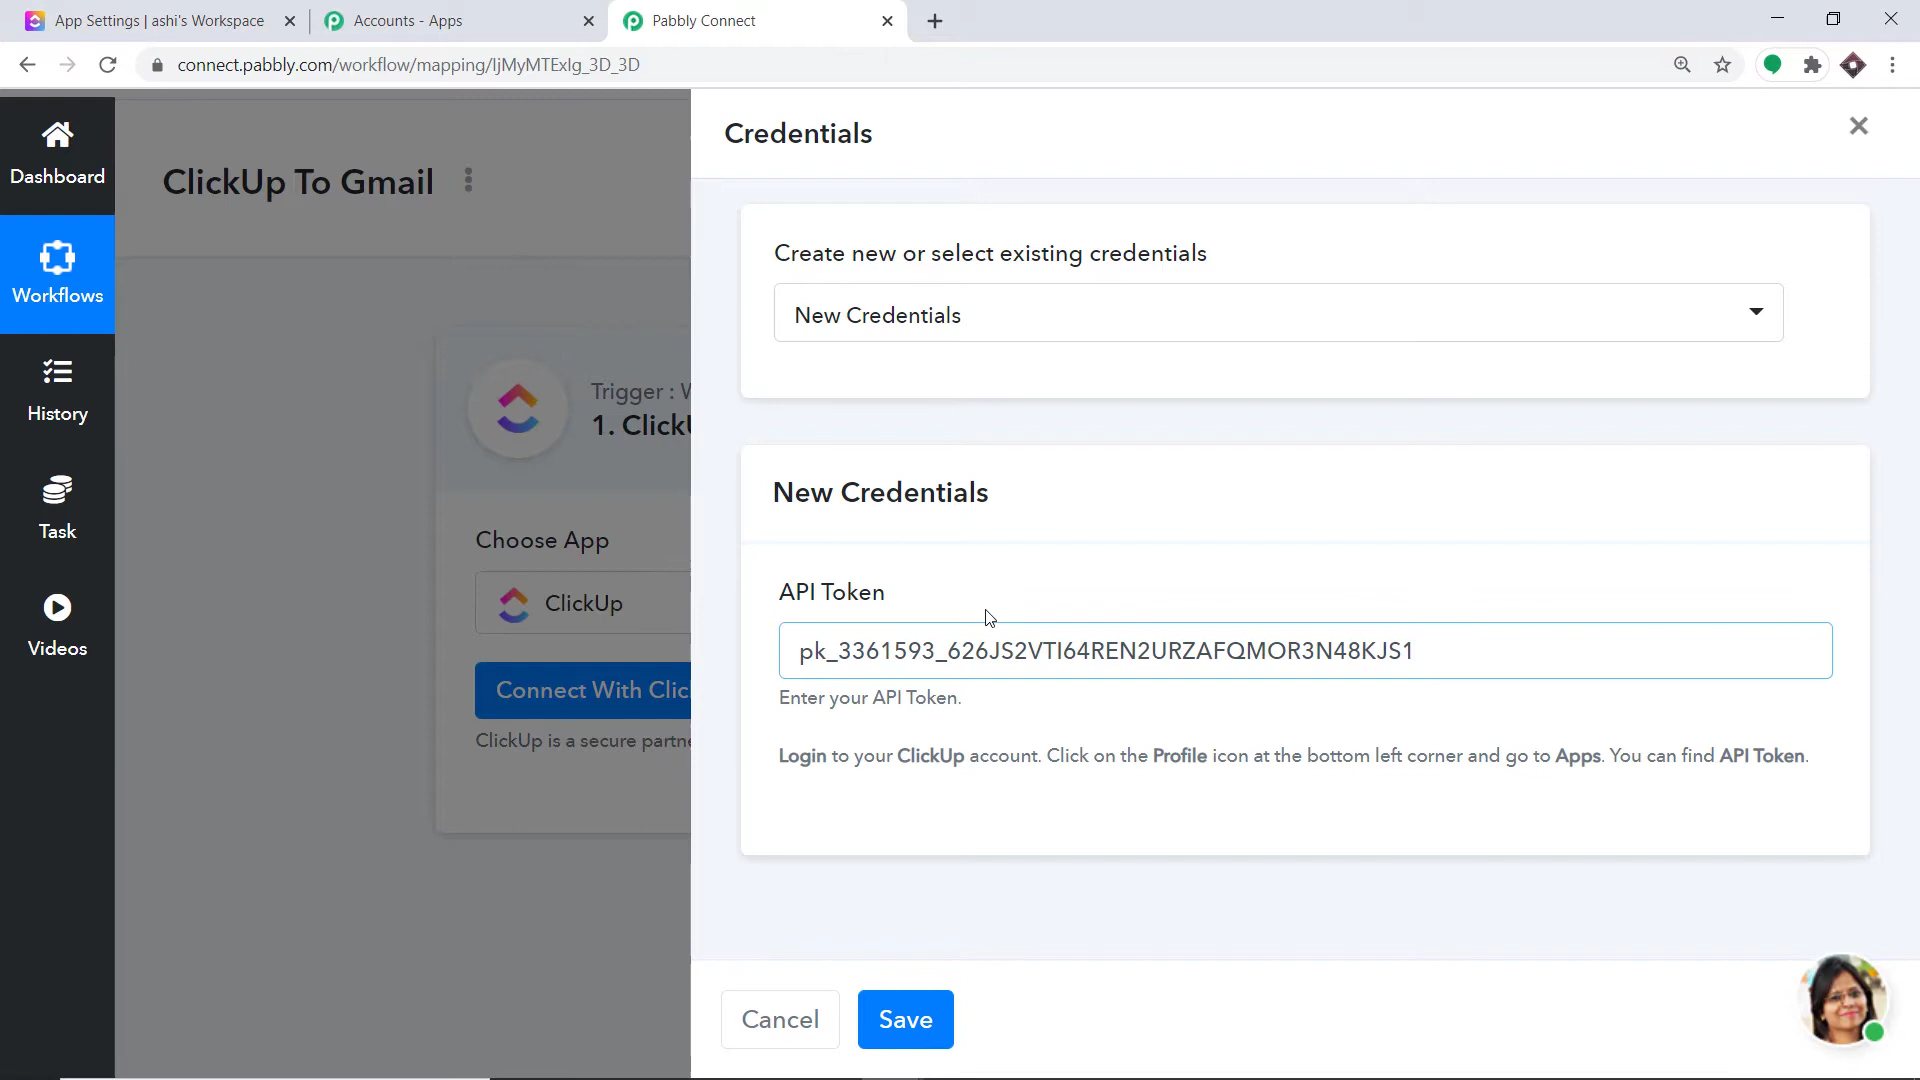 App Settings | ashi's Workspace
Accounts - Apps
Pabbly Connect
connect.pabbly.com/workflow/mapping/IjMyMTExIg_3D_3D
Dashboard
Workflows
History
Task
Videos
ClickUp To Gmail
Trigger : W
1. ClickU
Choose App
ClickUp
Connect With Clic
ClickUp is a secure partne
Credentials
Create new or select existing credentials
New Credentials
New Credentials
API Token
pk_3361593_626JS2VTI64REN2URZAFQMOR3N48KJS1
Enter your API Token.
Login to your ClickUp account. Click on the Profile icon at the bottom left corner and go to Apps. You can find API Token.
Cancel
Save